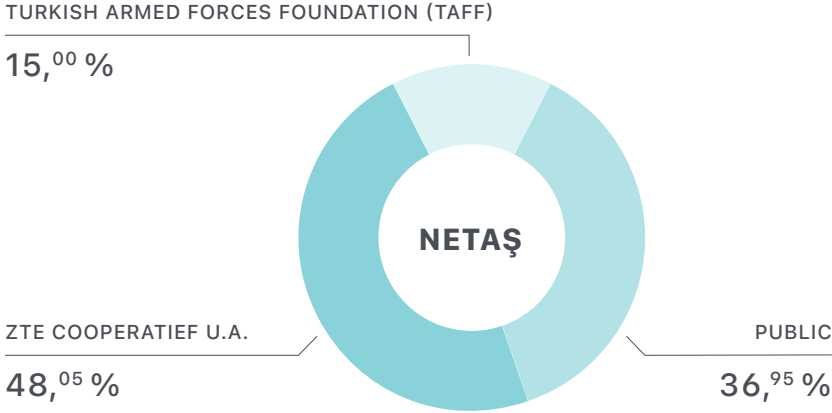 TURKISH ARMED FORCES FOUNDATION (TAFF)
15,00 %
NETAŞ
ZTE COOPERATIEF U.A.
48,05 %
PUBLIC
36,95 %